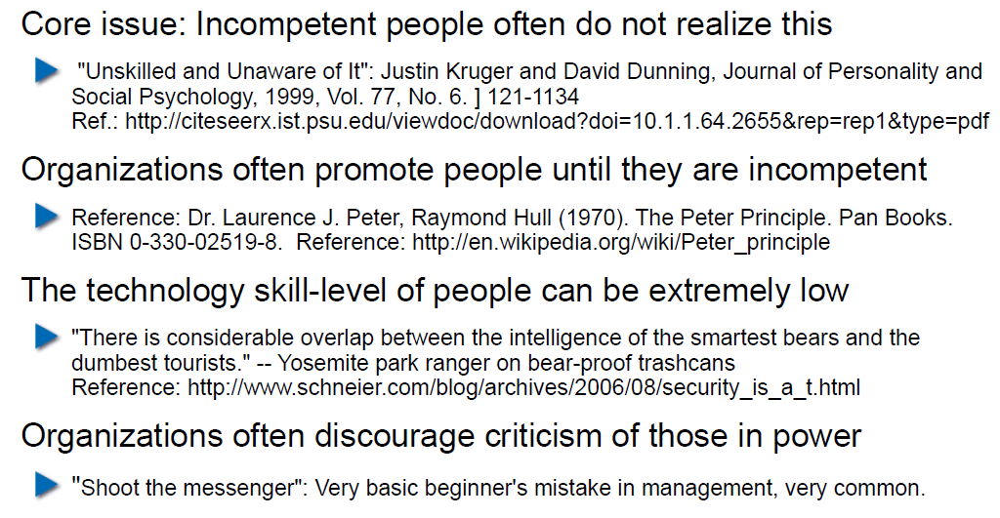 Core issue: Incompetent people often do not realize this
"Unskilled and Unaware of It": Justin Kruger and David Dunning, Journal of Personality and
Social Psychology, 1999, Vol. 77, No. 6. ] 121-1134
Ref.: http://citeseerx.ist.psu.edu/viewdoc/download?doi=10.1.1.64.2655&rep=rep1&type=pdf
Organizations often promote people until they are incompetent
Reference: Dr. Laurence J. Peter, Raymond Hull (1970). The Peter Principle. Pan Books.
ISBN 0-330-02519-8. Reference: http://en.wikipedia.org/wiki/Peter_principle
The technology skill-level of people can be extremely low
"There is considerable overlap between the intelligence of the smartest bears and the
dumbest tourists." -- Yosemite park ranger on bear-proof trashcans
Reference: http://www.schneier.com/blog/archives/2006/08/security_is_a_t.html
Organizations often discourage criticism of those in power
"Shoot the messenger": Very basic beginner's mistake in management, very common.